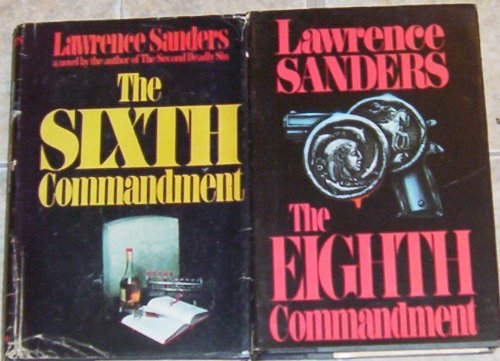 Lawrence Sanders
a novel by the author of The Second Deadly Sin
The
SIXTH
Commandment
Lawrence
SANDERS
The
EIGHTH
Commandment